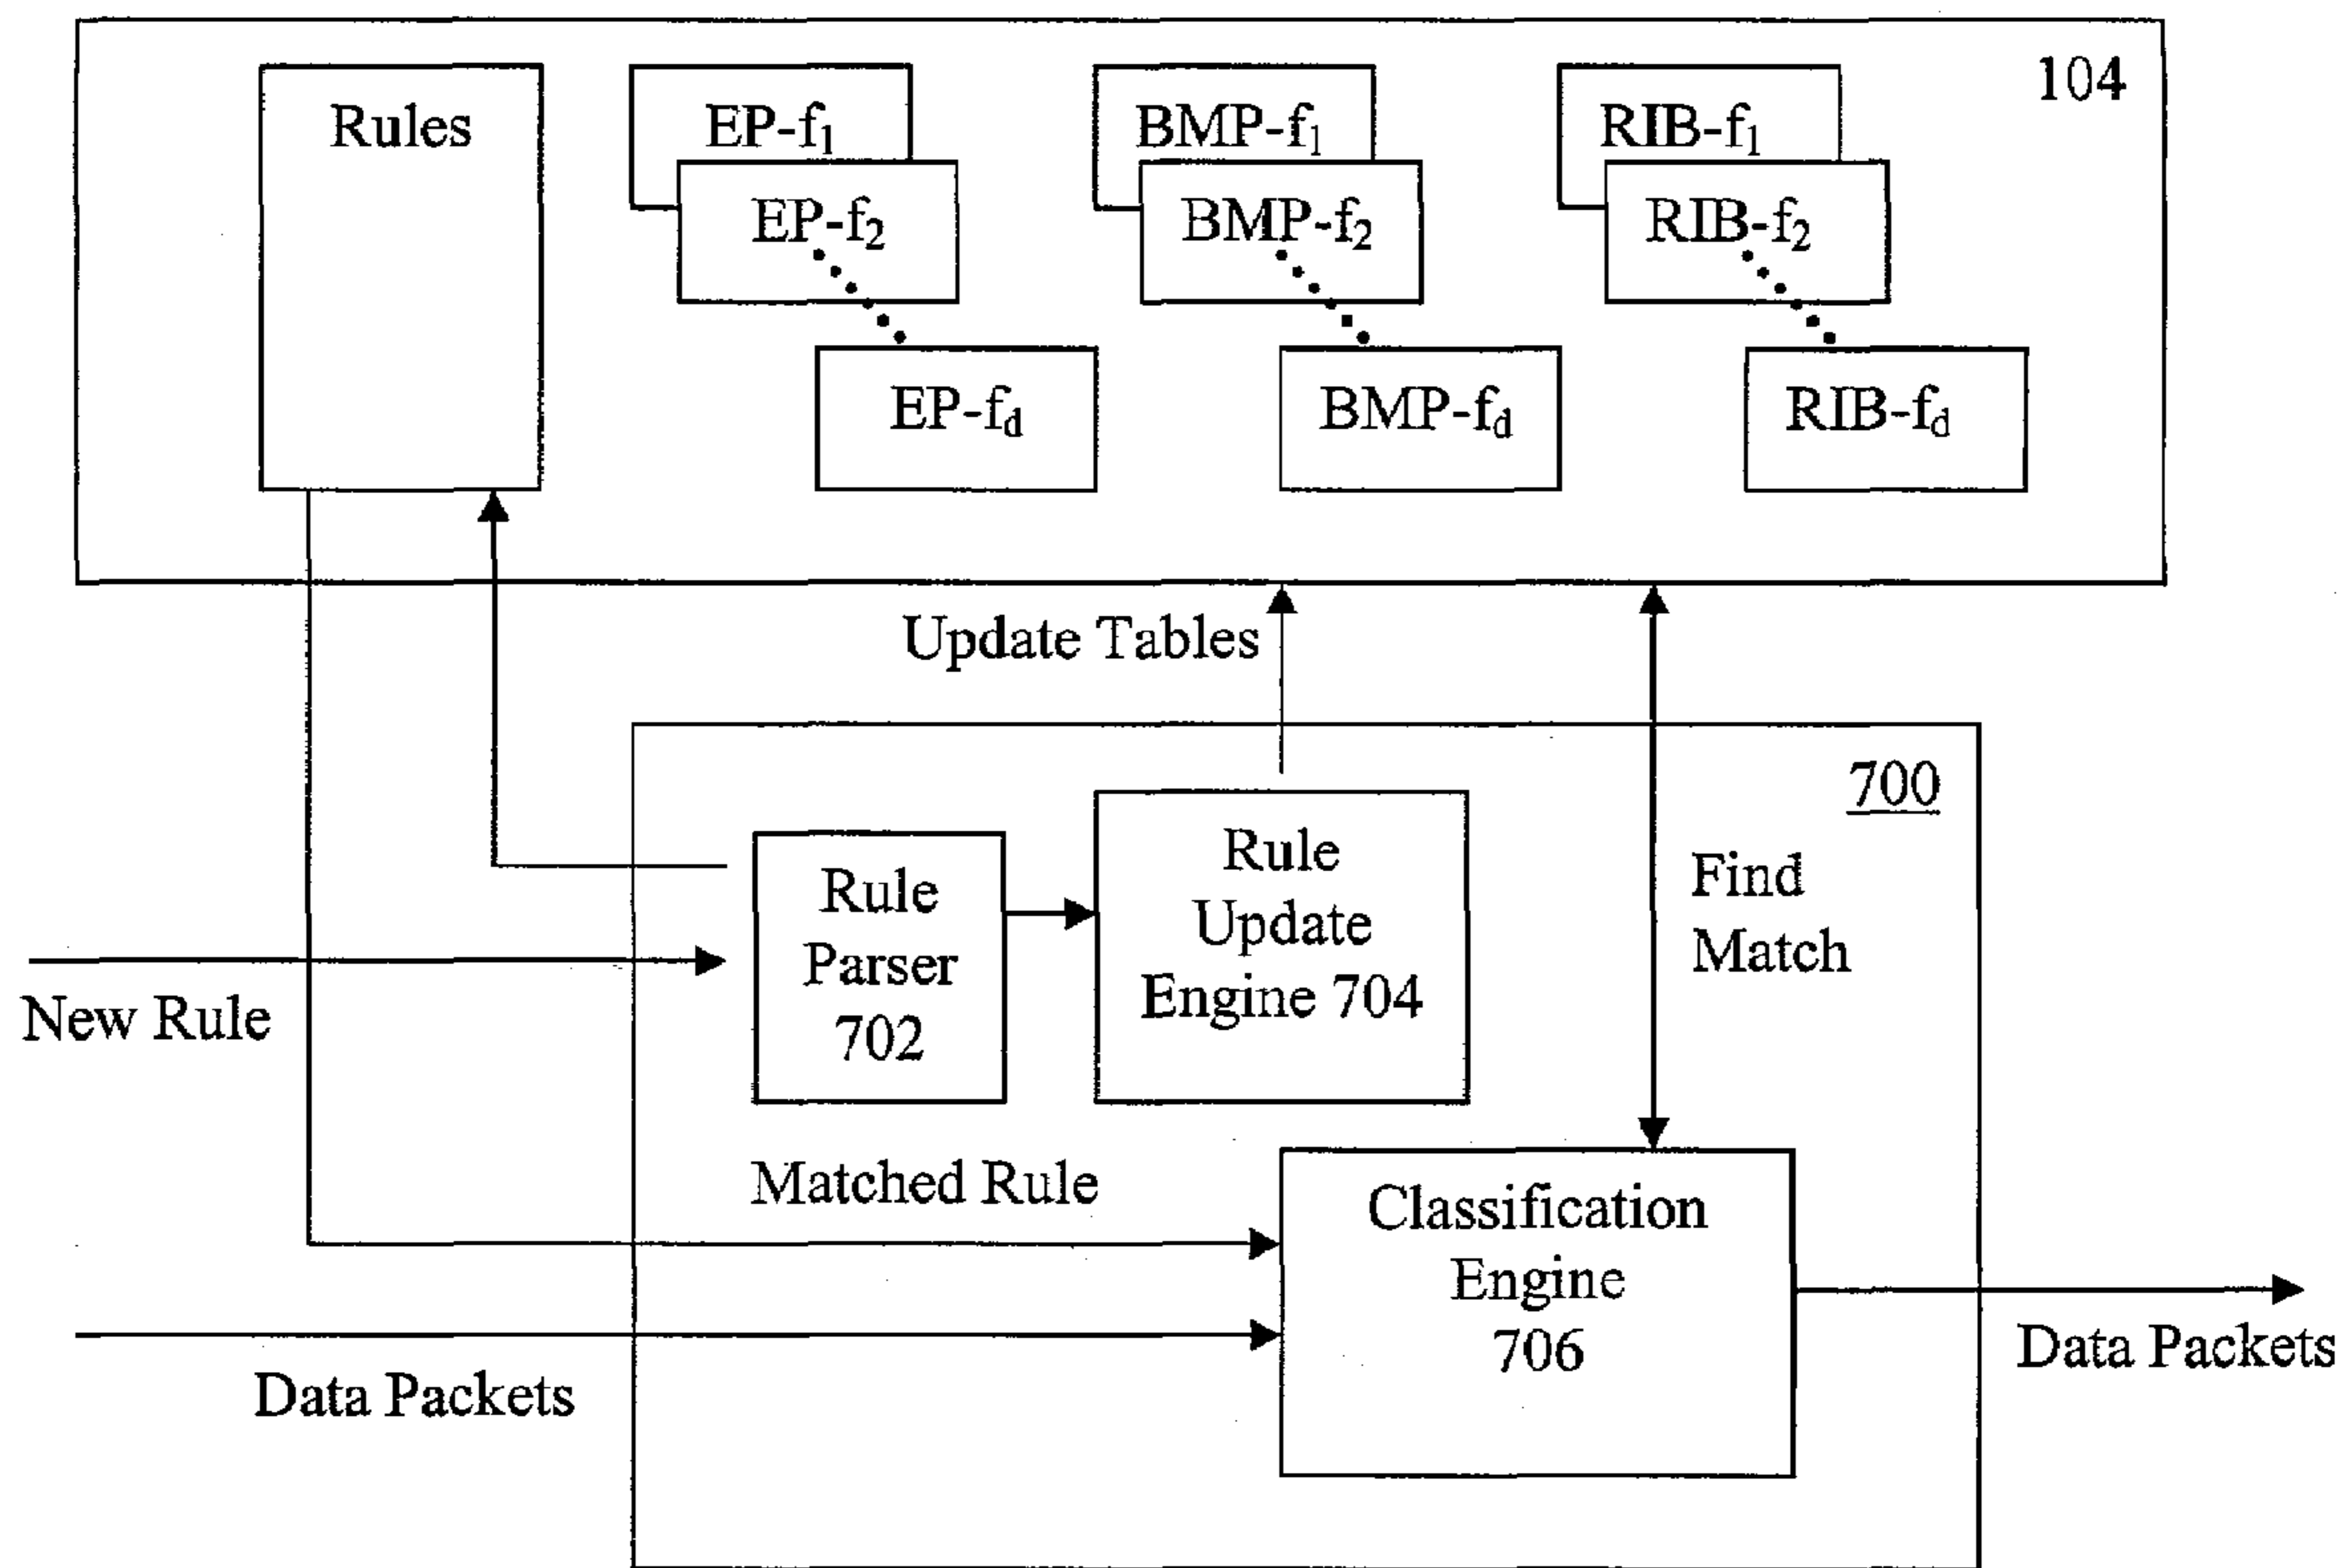 104
Rules
EP-f1
BMP-f1
RIB-f1
EP-f2
BMP-f2
RIB-f2
EP-fd
BMP-fd
RIB-fd
Update Tables
700
Rule
Parser
702
Rule
Update
Engine 704
Find
Match
New Rule
Matched Rule
Classification
Engine
706
Data Packets
Data Packets